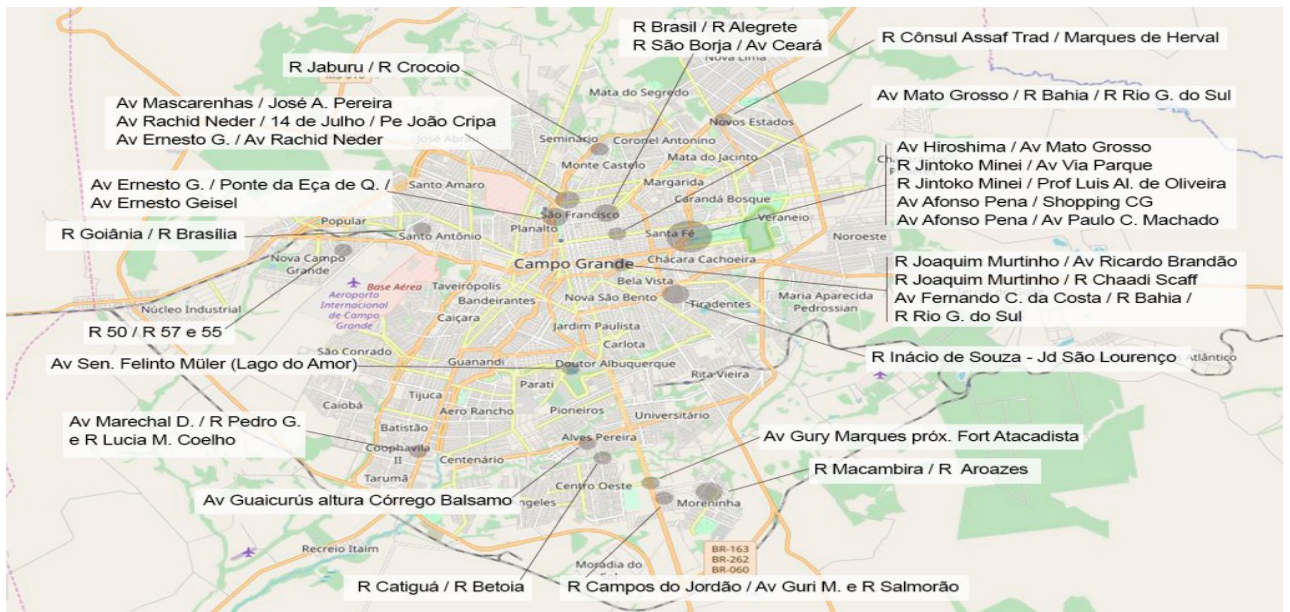 R Brasil / R Alegrete
R São Borja / Av Ceará
R Cônsul Assaf Trad / Marques de Herval
Nova Lima
R Jaburu / R Crocoio
Mata do Segredo
Av Mato Grosso / R Bahia / R Rio G. do Sul
Av Mascarenhas / José A. Pereira
Av Rachid Neder / 14 de Julho / Pe João Cripa
Av Ernesto G. / Av Rachid Neder
Novos Estados
José Abrão
Seminário
Coronel Antonino
Monte Castelo
Mata do Jacinto
Av Hiroshima / Av Mato Grosso
R Jintoko Minei / Av Via Parque
R Jintoko Minei / Prof Luis Al. de Oliveira
Av Afonso Pena / Shopping CG
Av Afonso Pena / Av Paulo C. Machado
Av Ernesto G. / Ponte da Eça de Q. /
Av Ernesto Geisel
Santo Amaro
Margarida
Carandá Bosque
São Francisco
Veraneio
Popular
Planalto
Santa Fé
Noroeste
R Goiânia / R Brasília
Santo Antônio
Nova Campo
Grande
Campo Grande
Chácara Cachoeira
R Joaquim Murtinho / Av Ricardo Brandão
R Joaquim Murtinho / R Chaadi Scaff
Av Fernando C. da Costa / R Bahia /
R Rio G. do Sul
Base Aérea
Taveirópolis
Bela Vista
Aeroporto
Internacional
de Campo
Grande
Bandeirantes
Nova São Bento
Tiradentes
Maria Aparecida
Pedrossian
Núcleo Industrial
Caiçara
Jardim Paulista
R 50 / R 57 e 55
Carlota
São Conrado
Guanandi
Doutor Albuquerque
R Inácio de Souza - Jd São Lourenço
Atlântico
Av Sen. Felinto Müler (Lago do Amor)
Rita Vieira
Parati
Caiobá
Tijuca
Aero Rancho
Pioneiros
Universitário
Av Marechal D. / R Pedro G.
e R Lucia M. Coelho
Batistão
Alves Pereira
Av Gury Marques próx. Fort Atacadista
Coophavila
II
Centenário
R Macambira / R Aroazes
Tarumã
Centro Oeste
Av Guaicurús altura Córrego Balsamo
Moreninha
Recreio Itaim
BR-163
BR-262
BR-060
Moradia do
R Catiguá / R Betoia
R Campos do Jordão / Av Guri M. e R Salmorão